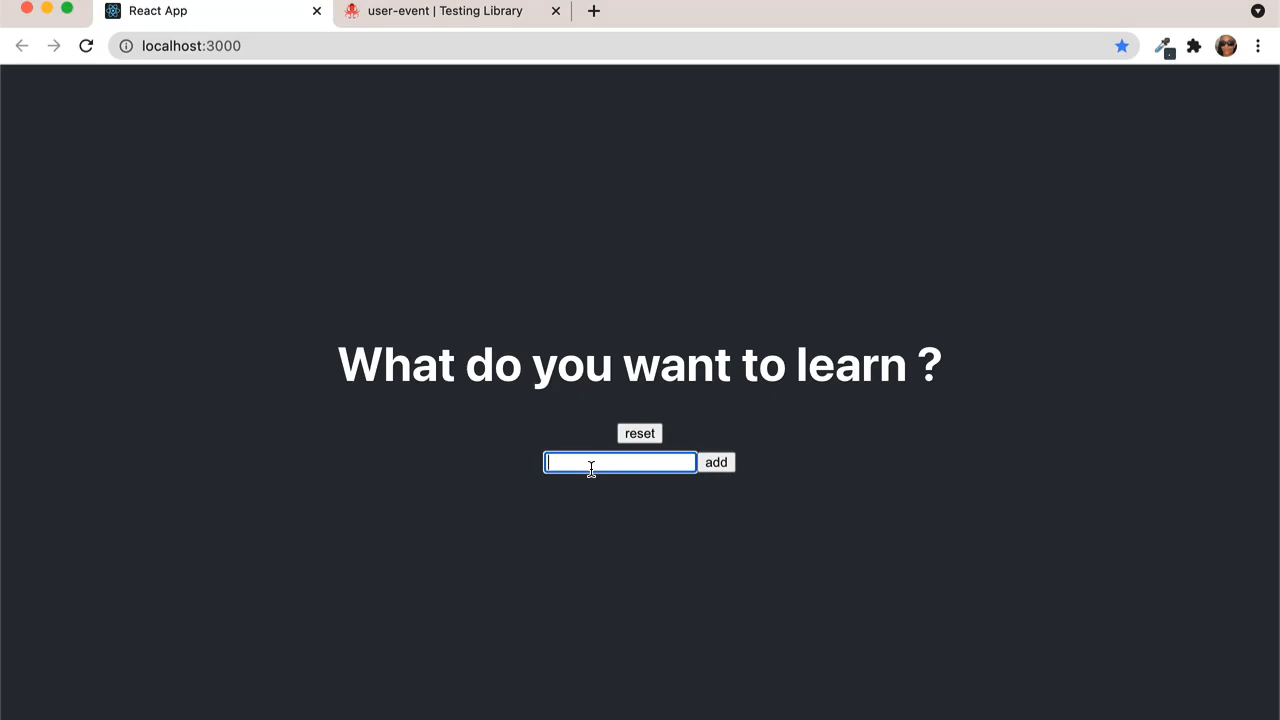 React App
user-event | Testing Library
localhost:3000
What do you want to learn ?
reset
add